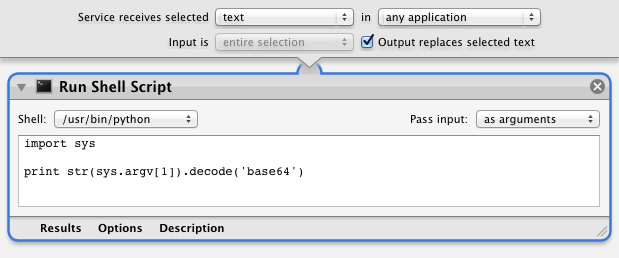 Service receives selected text in any application
Input is entire selection Output replaces selected text
Run Shell Script
Shell: /usr/bin/python Pass input: as arguments
import sys
print str(sys.argv[1]).decode('base64')
Results Options Description